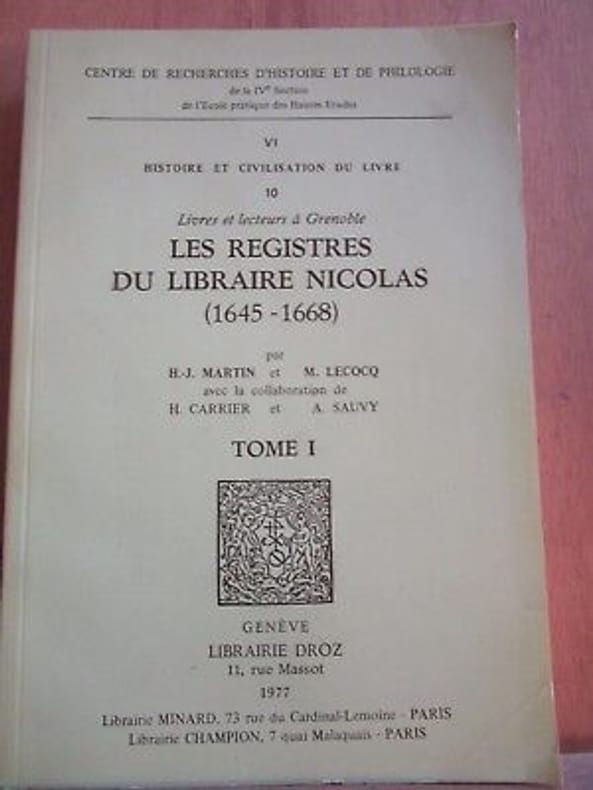 CENTRE DE RECHERCHES D'HISTOIRE ET DE PHILOLOGIE
de la IVe Section
de l'Ecole pratique des Hautes Etudes
VI
HISTOIRE ET CIVILISATION DU LIVRE
10
Livres et lecteurs à Grenoble
LES REGISTRES
DU LIBRAIRE NICOLAS
(1645 - 1668)
par
H.-J. MARTIN et M. LECOCQ
avec la collaboration de
H. CARRIER et A. SAUVY
TOME I
GENÈVE
LIBRAIRIE DROZ
11, rue Massot
1977
Librairie MINARD, 73 rue du Cardinal-Lemoine - PARIS
Librairie CHAMPION, 7 quai Malaquais - PARIS